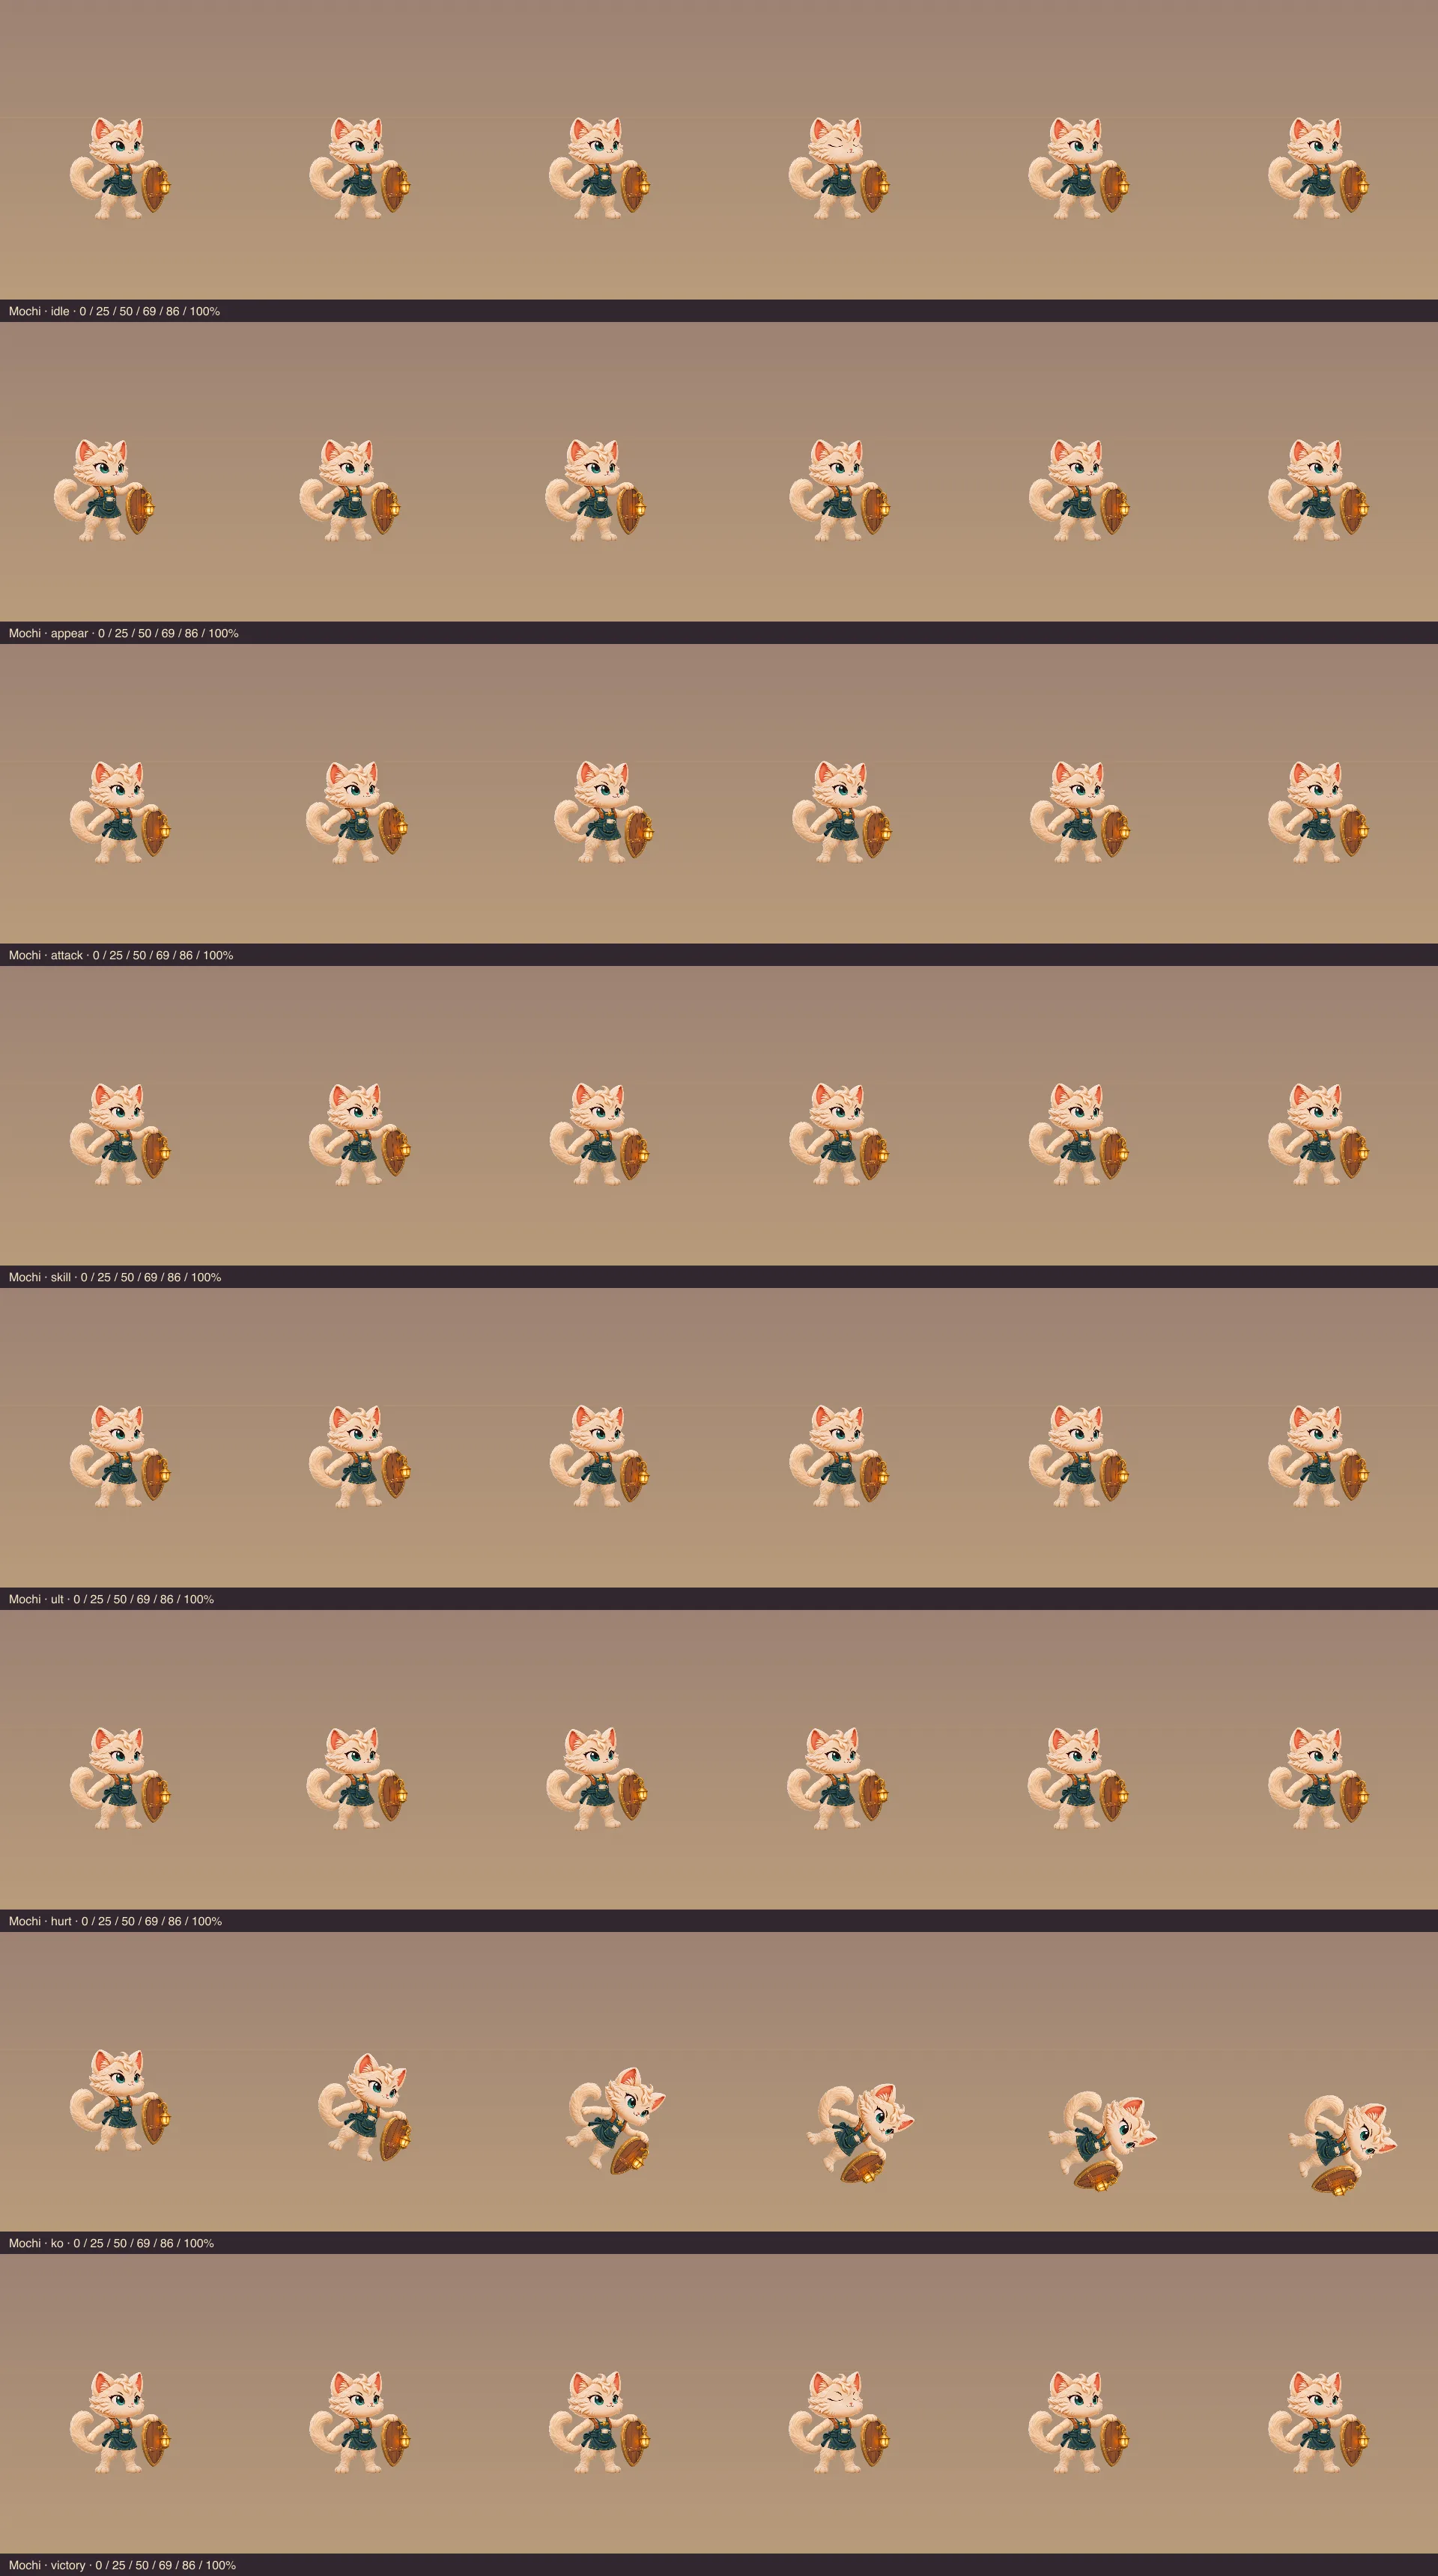 Mochi · idle · 0 / 25 / 50 / 69 / 86 / 100%
Mochi · appear · 0 / 25 / 50 / 69 / 86 / 100%
Mochi · attack · 0 / 25 / 50 / 69 / 86 / 100%
Mochi · skill · 0 / 25 / 50 / 69 / 86 / 100%
Mochi · ult · 0 / 25 / 50 / 69 / 86 / 100%
Mochi · hurt · 0 / 25 / 50 / 69 / 86 / 100%
Mochi · ko · 0 / 25 / 50 / 69 / 86 / 100%
Mochi · victory · 0 / 25 / 50 / 69 / 86 / 100%